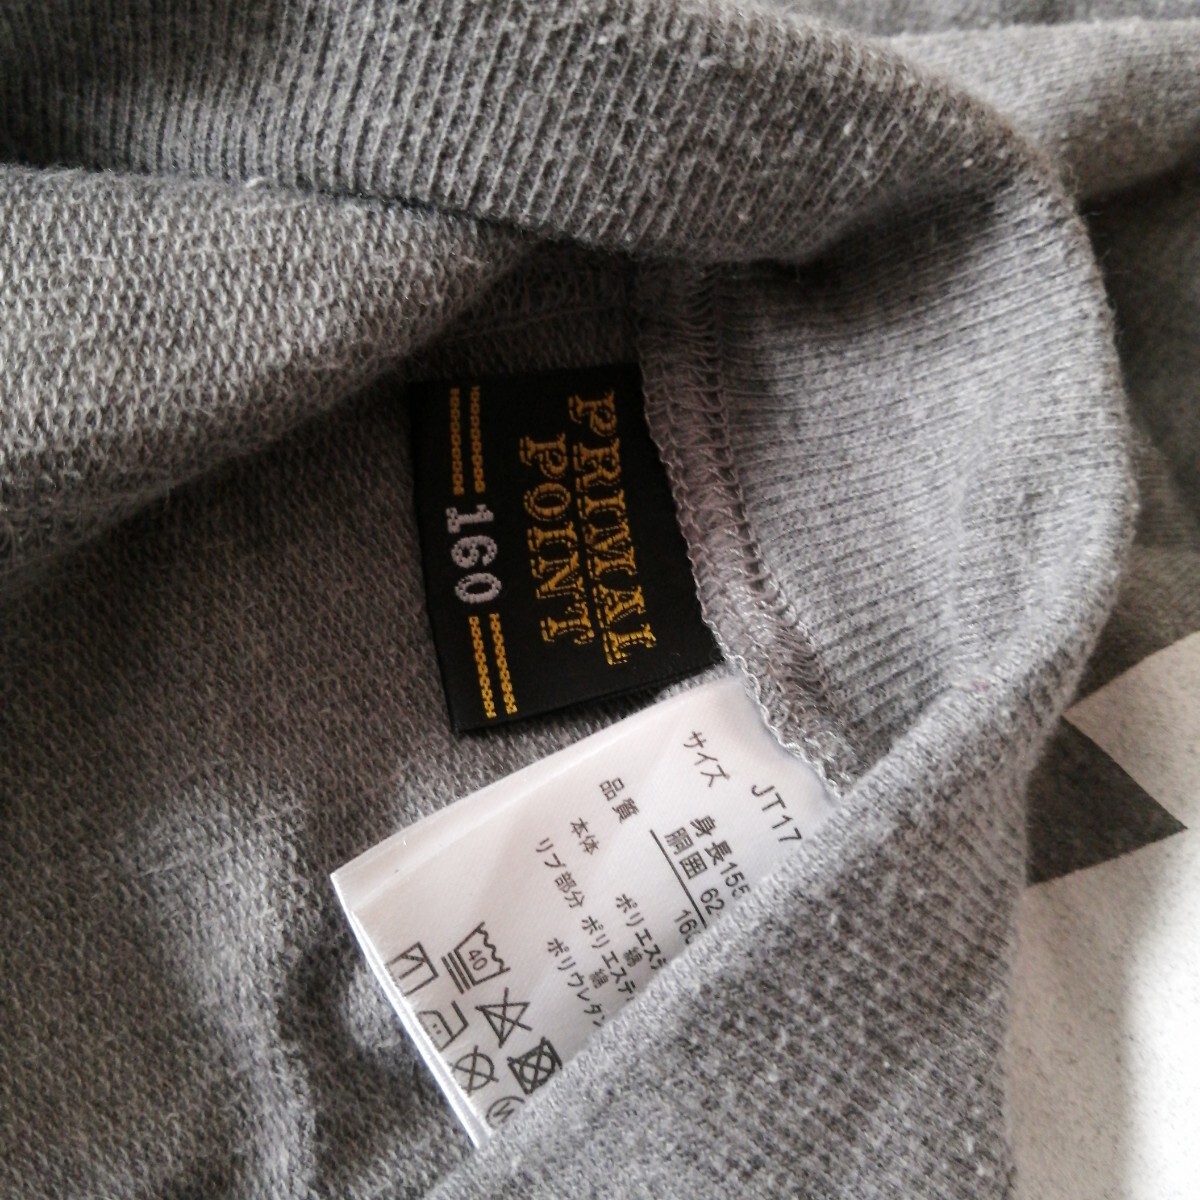 PRIMAL
POINT
160
JT17
サイズ 身長155
胴囲 62
品質
本体 ポリエステ
綿
リブ部分 ポリエステ
綿
ポリウレタン
40
W